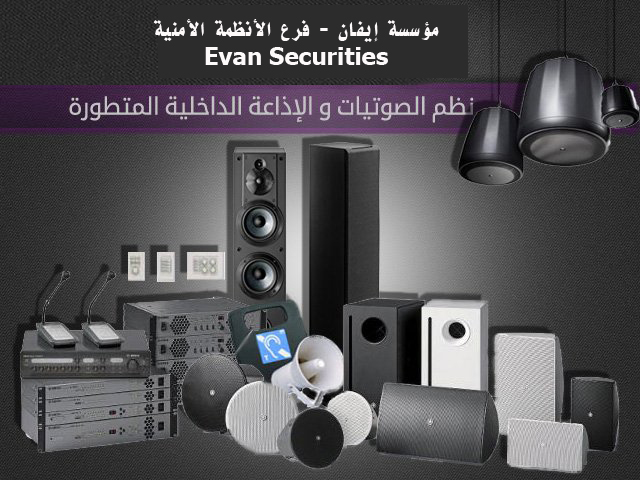 مؤسسة إيفان - فرع الأنظمة الأمنية
Evan Securities
نظم الصوتيات و الإذاعة الداخلية المتطورة